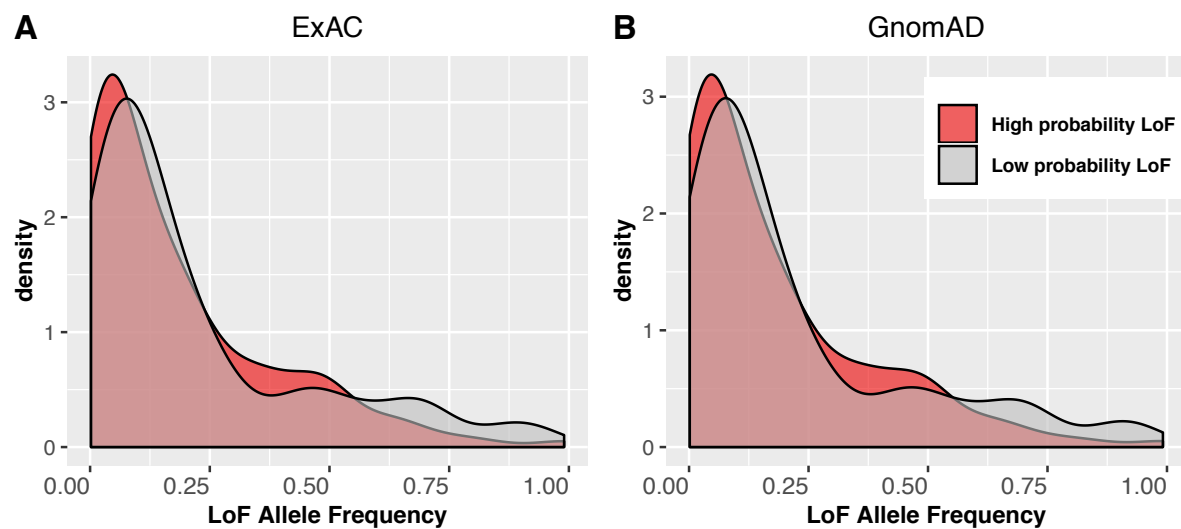 A
ExAC
3
2
1
0
density
0.00 0.25 0.50 0.75 1.00
LoF Allele Frequency
B
GnomAD
High probability LoF
Low probability LoF
3
2
1
0
density
0.00 0.25 0.50 0.75 1.00
LoF Allele Frequency